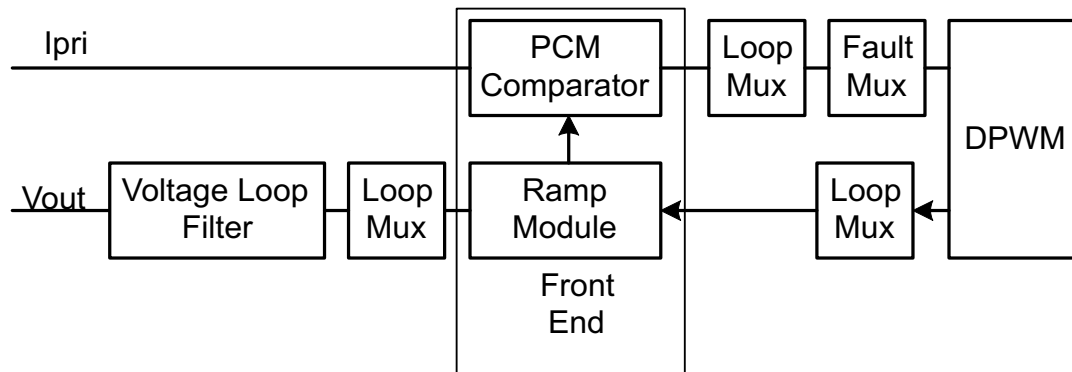 Ipri
PCM
Comparator
Loop
Mux
Fault
Mux
DPWM
Vout
Voltage Loop
Filter
Loop
Mux
Ramp
Module
Loop
Mux
Front
End